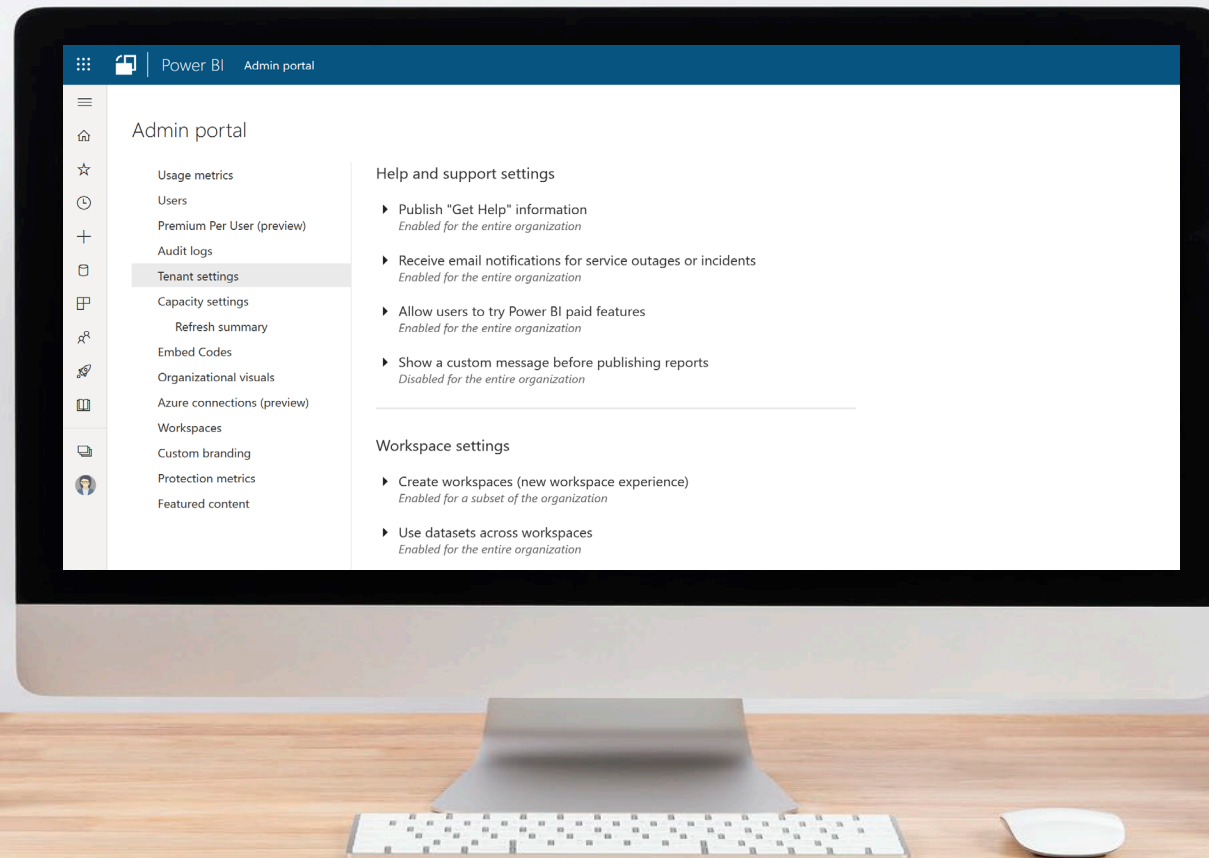 Power BI Admin portal
Admin portal
Usage metrics
Users
Premium Per User (preview)
Audit logs
Tenant settings
Capacity settings
Refresh summary
Embed Codes
Organizational visuals
Azure connections (preview)
Workspaces
Custom branding
Protection metrics
Featured content
Help and support settings
Publish "Get Help" information
Enabled for the entire organization
Receive email notifications for service outages or incidents
Enabled for the entire organization
Allow users to try Power BI paid features
Enabled for the entire organization
Show a custom message before publishing reports
Disabled for the entire organization
Workspace settings
Create workspaces (new workspace experience)
Enabled for a subset of the organization
Use datasets across workspaces
Enabled for the entire organization